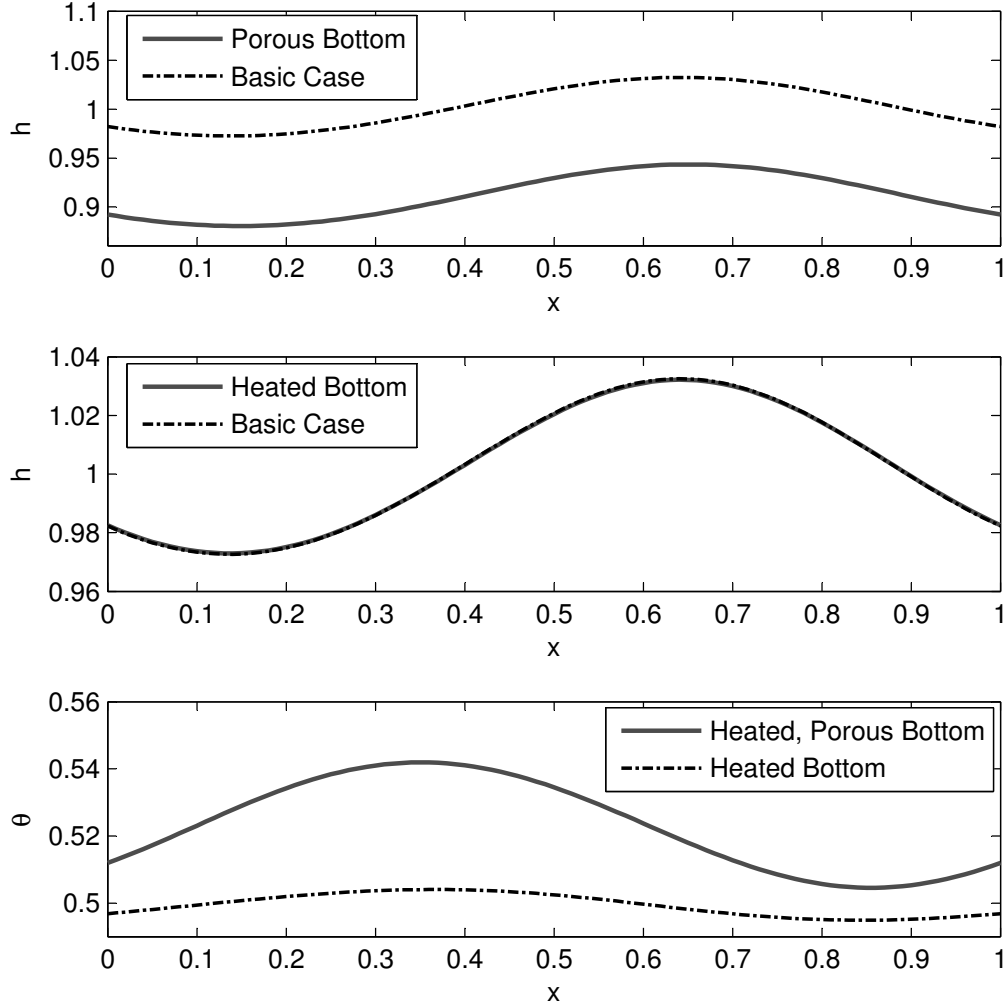 1.1
1.05
1
0.95
0.9
h
Porous Bottom
Basic Case
0 0.1 0.2 0.3 0.4 0.5 0.6 0.7 0.8 0.9 1
x
1.04
1.02
1
0.98
0.96
h
Heated Bottom
Basic Case
0 0.1 0.2 0.3 0.4 0.5 0.6 0.7 0.8 0.9 1
x
0.56
0.54
0.52
0.5
θ
Heated, Porous Bottom
Heated Bottom
0 0.1 0.2 0.3 0.4 0.5 0.6 0.7 0.8 0.9 1
x